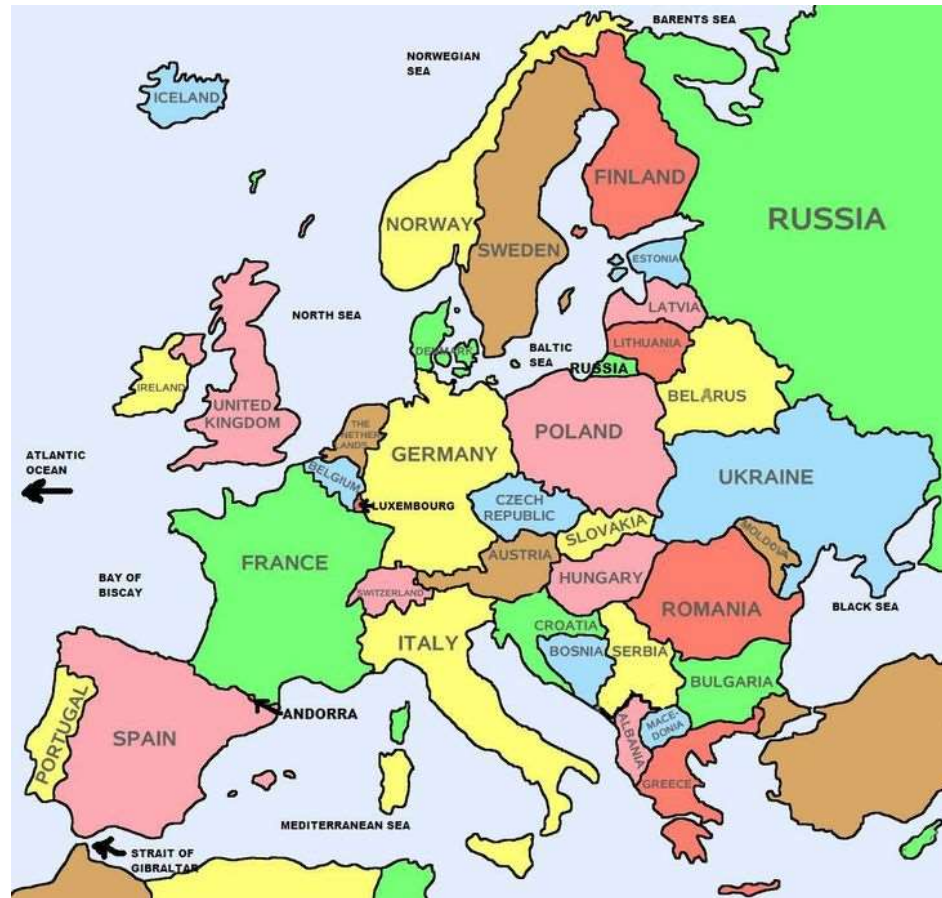 BARENTS SEA
NORWEGIAN
SEA
ICELAND
FINLAND
RUSSIA
NORWAY
SWEDEN
ESTONIA
NORTH SEA
LATVIA
LITHUANIA
BALTIC
SEA
DENMARK
RUSSIA
BELARUS
IRELAND
UNITED
KINGDOM
THE
NETHER
LANDS
POLAND
GERMANY
BELGIUM
UKRAINE
ATLANTIC
OCEAN
LUXEMBOURG
CZECH
REPUBLIC
SLOVAKIA
MOLDOVA
FRANCE
AUSTRIA
HUNGARY
SWITZERLAND
BAY OF
BISCAY
ROMANIA
BLACK SEA
CROATIA
ITALY
BOSNIA
SERBIA
BULGARIA
PORTUGAL
SPAIN
ANDORRA
ALBANIA
MACE-
DONIA
GREECE
MEDITERRANEAN SEA
STRAIT OF
GIBRALTAR